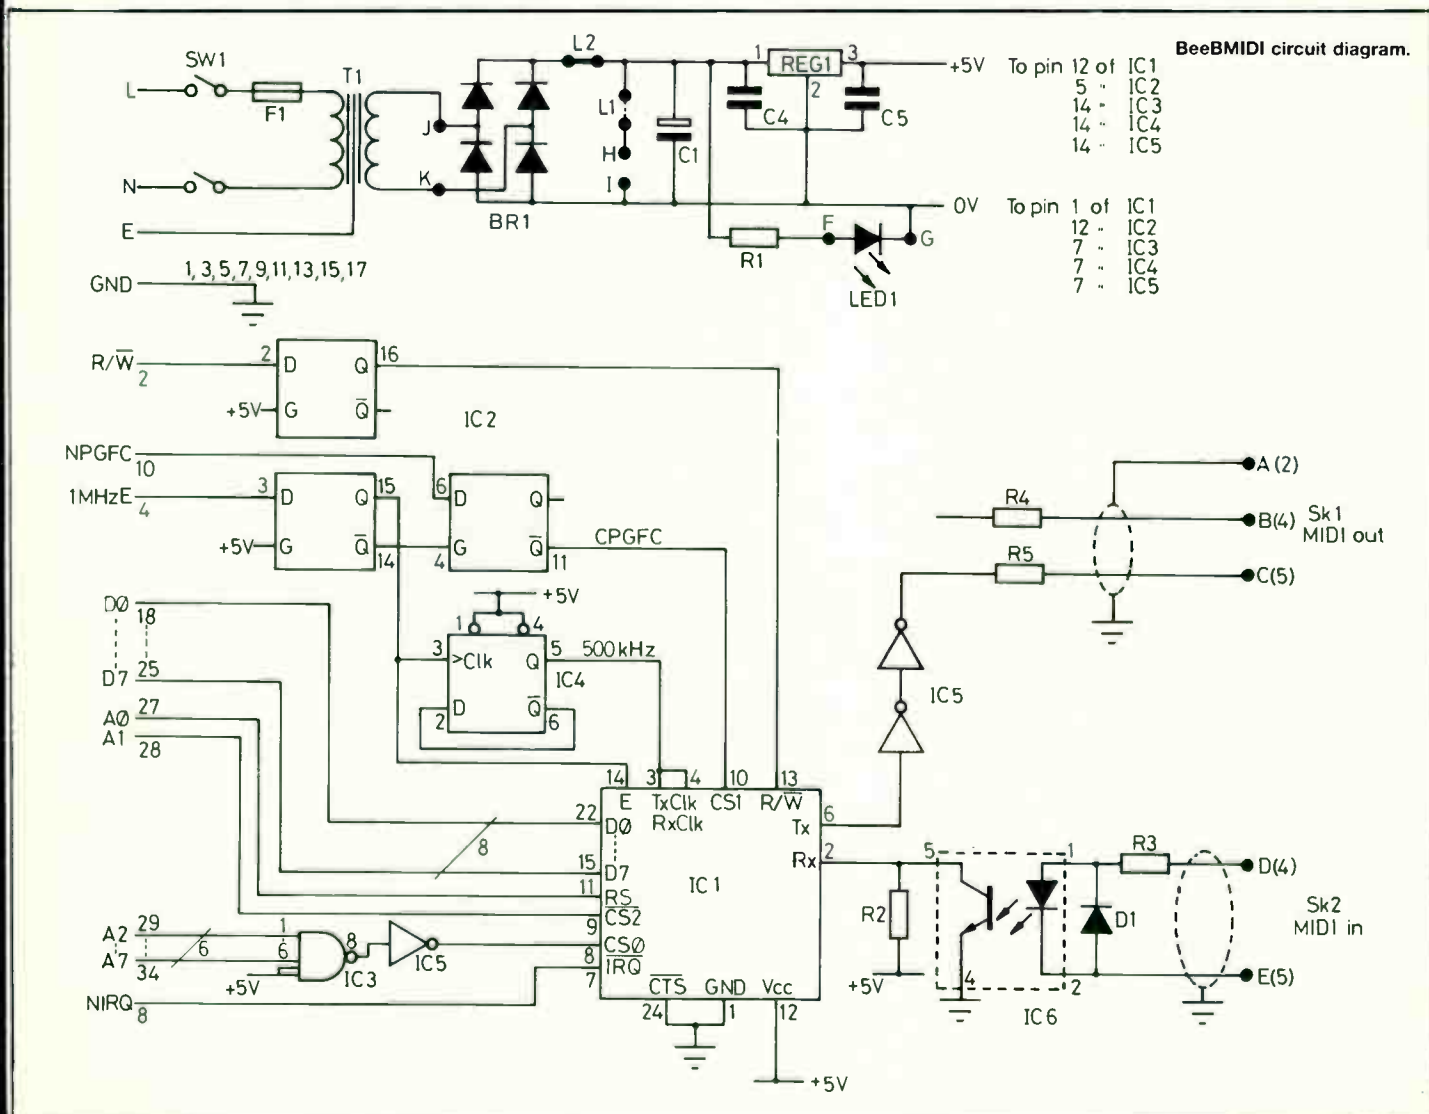 BeeBMIDI circuit diagram.
SW1
L
F1
T1
N
E
J
K
BR1
L2
L1
H
I
C1
1 REG1 3
2
C4
C5
+5V
To pin 12 of IC1
5 " IC2
14 " IC3
14 " IC4
14 " IC5
0V
To pin 1 of IC1
12 " IC2
7 " IC3
7 " IC4
7 " IC5
R1
F
G
LED1
GND 1,3,5,7,9,11,13,15,17
R/W̅ 2
2 D Q 16
+5V G Q̅
IC2
NPGFC 10
1MHzE 4
3 D Q 15
+5V G Q̅ 14
6 D Q
4 G Q̅ 11
CPGFC
+5V
1 4
3 >Clk Q 5
500kHz
IC4
2 D Q̅ 6
D0 18
D7 25
A0 27
A1 28
A2 29
A7 34
6
+5V
1
6
8
IC3
IC5
NIRQ 8
8
14 3 4 10 13
E TxClk CS1 R/W̅
RxClk
22 D0
15 D7
11 RS
C̅S̅2̅
9 CS0
8 I̅R̅Q̅
7
IC1
Tx 6
Rx 2
C̅T̅S̅ GND Vcc
24 1 12
+5V
IC5
R4
R5
A(2)
B(4)
C(5)
Sk1
MIDI out
R2
+5V
5
4
1
2
IC6
D1
R3
D(4)
E(5)
Sk2
MIDI in